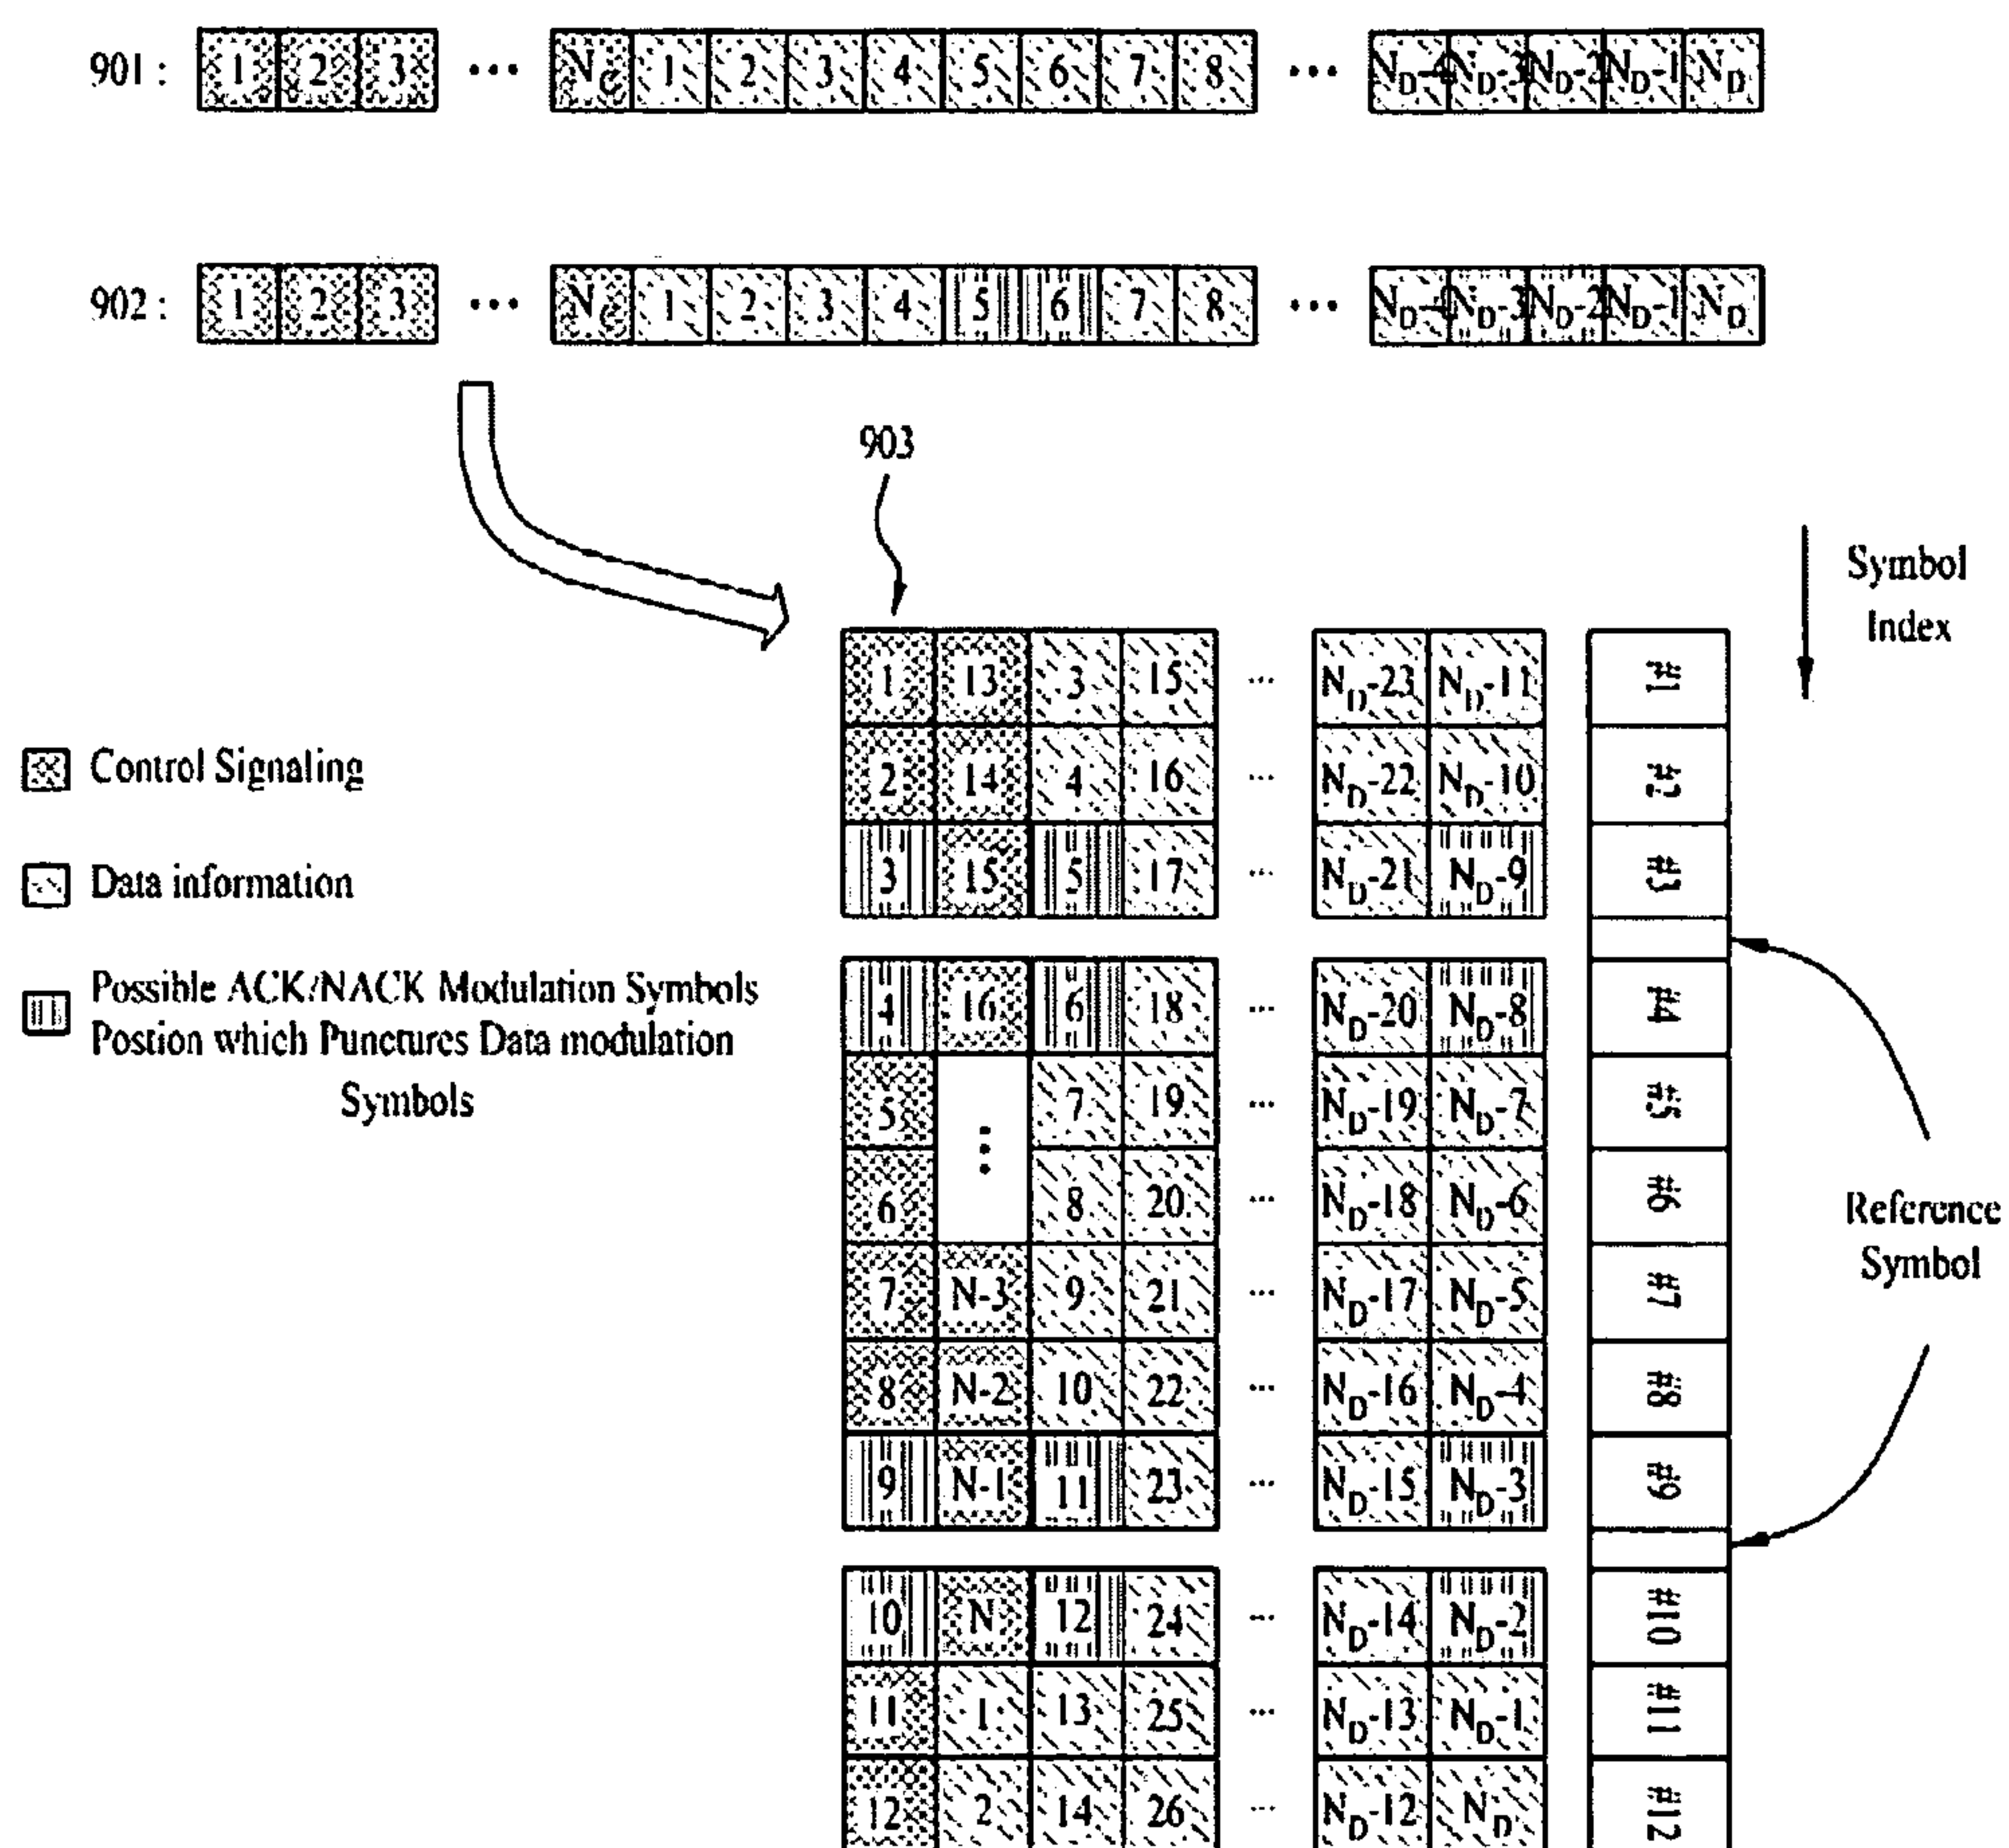 901 : 1 2 3 ... N_C 1 2 3 4 5 6 7 8 ... N_D-4 N_D-3 N_D-2 N_D-1 N_D
902 : 1 2 3 ... N_C 1 2 3 4 5 6 7 8 ... N_D-4 N_D-3 N_D-2 N_D-1 N_D
903
Symbol
Index
1 13 3 15 ... N_D-23 N_D-11 #1
2 14 4 16 ... N_D-22 N_D-10 #2
3 15 5 17 ... N_D-21 N_D-9 #3
4 16 6 18 ... N_D-20 N_D-8 #4
5 ... 7 19 ... N_D-19 N_D-7 #5
6 8 20 ... N_D-18 N_D-6 #6
7 N-3 9 21 ... N_D-17 N_D-5 #7
8 N-2 10 22 ... N_D-16 N_D-4 #8
9 N-1 11 23 ... N_D-15 N_D-3 #9
10 N 12 24 ... N_D-14 N_D-2 #10
11 1 13 25 ... N_D-13 N_D-1 #11
12 2 14 26 ... N_D-12 N_D #12
Control Signaling
Data information
Possible ACK/NACK Modulation Symbols
Postion which Punctures Data modulation
Symbols
Reference
Symbol